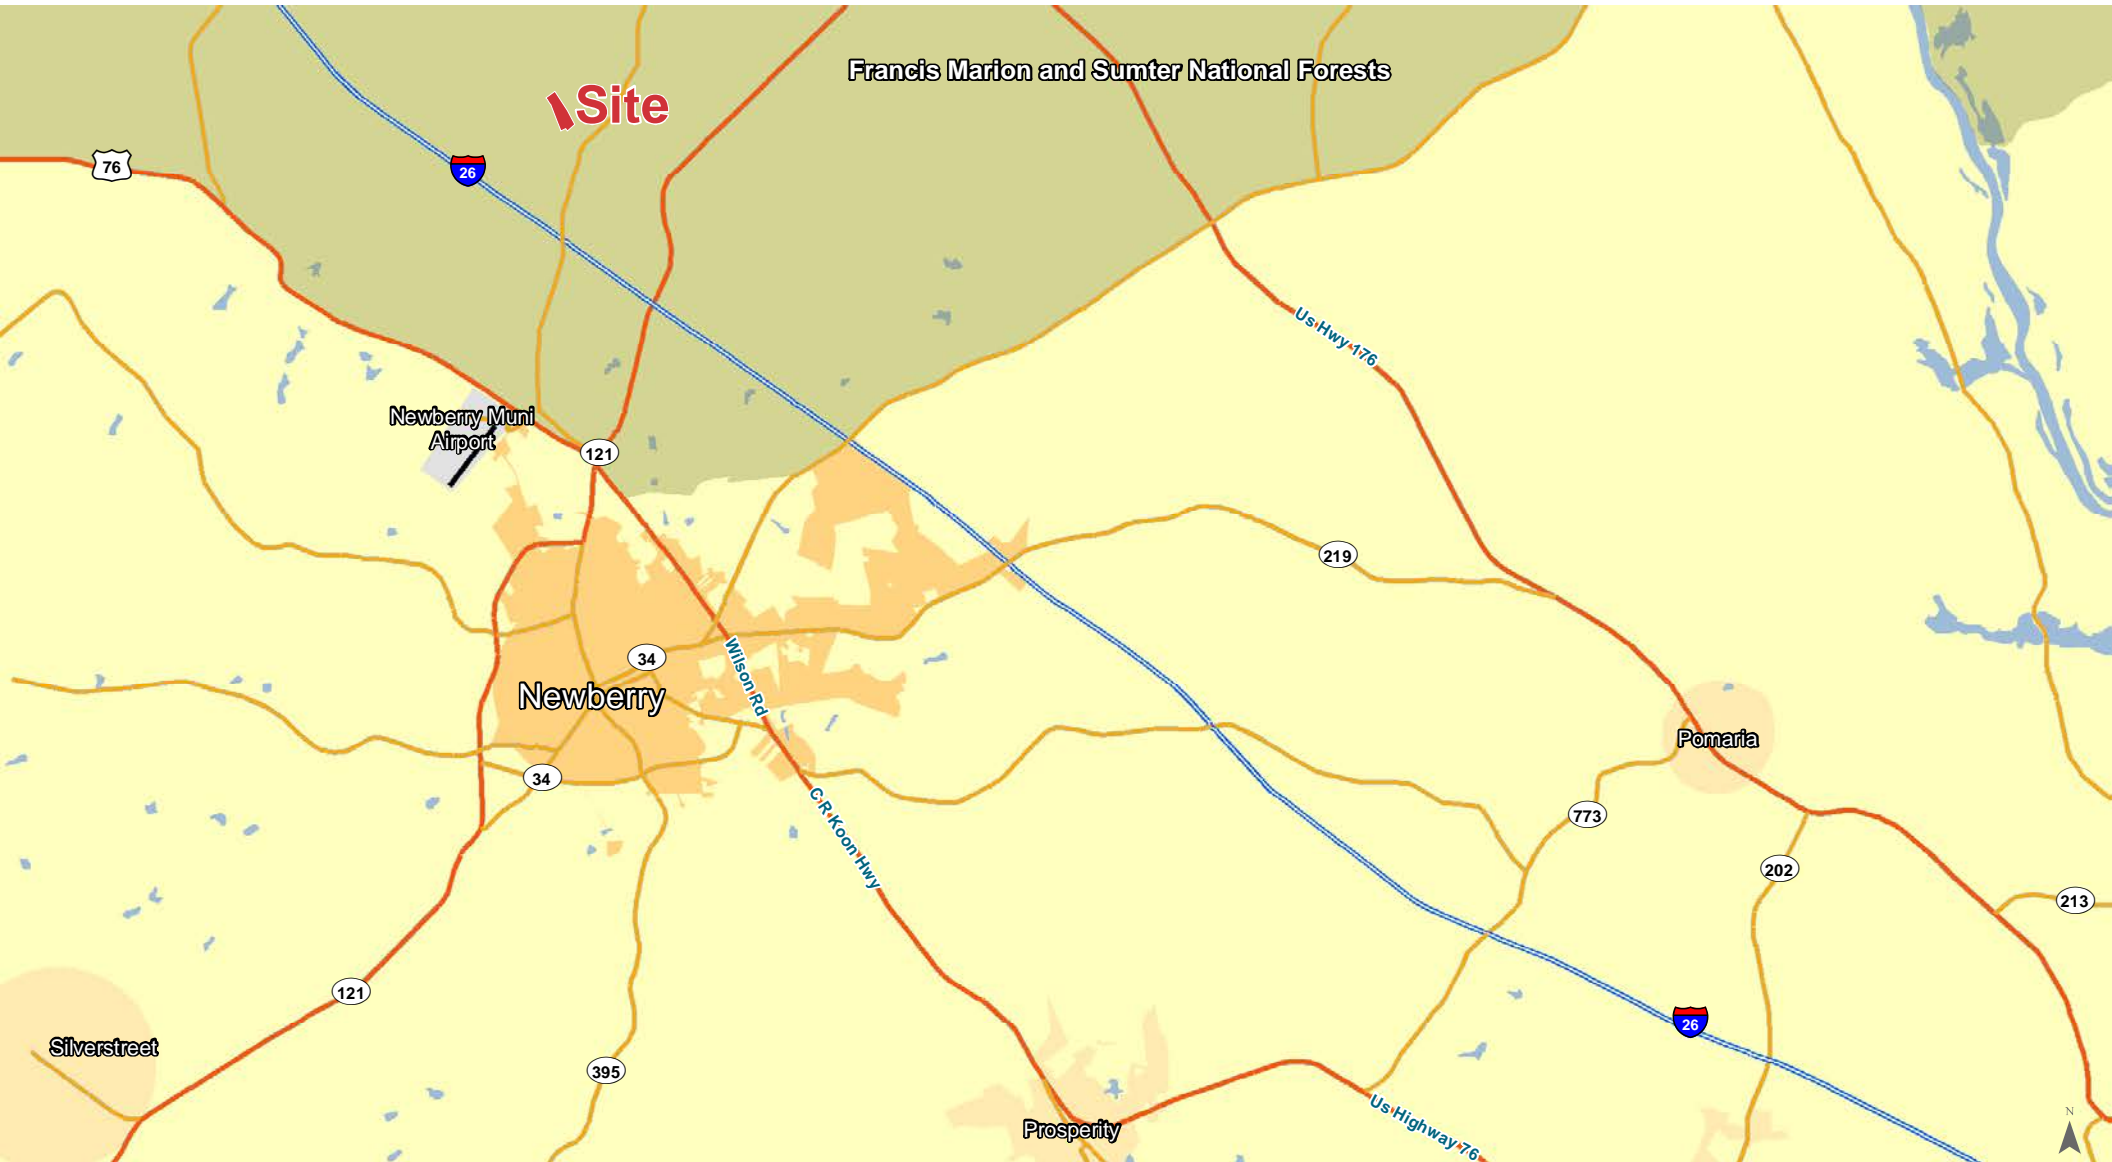 Francis Marion and Sumter National Forests
Site
76
26
Us Hwy 176
Newberry Muni
Airport
121
219
34
Wilson Rd
Newberry
Pomaria
34
C R Koon Hwy
773
202
213
121
26
Silverstreet
395
Us Highway 76
Prosperity
N